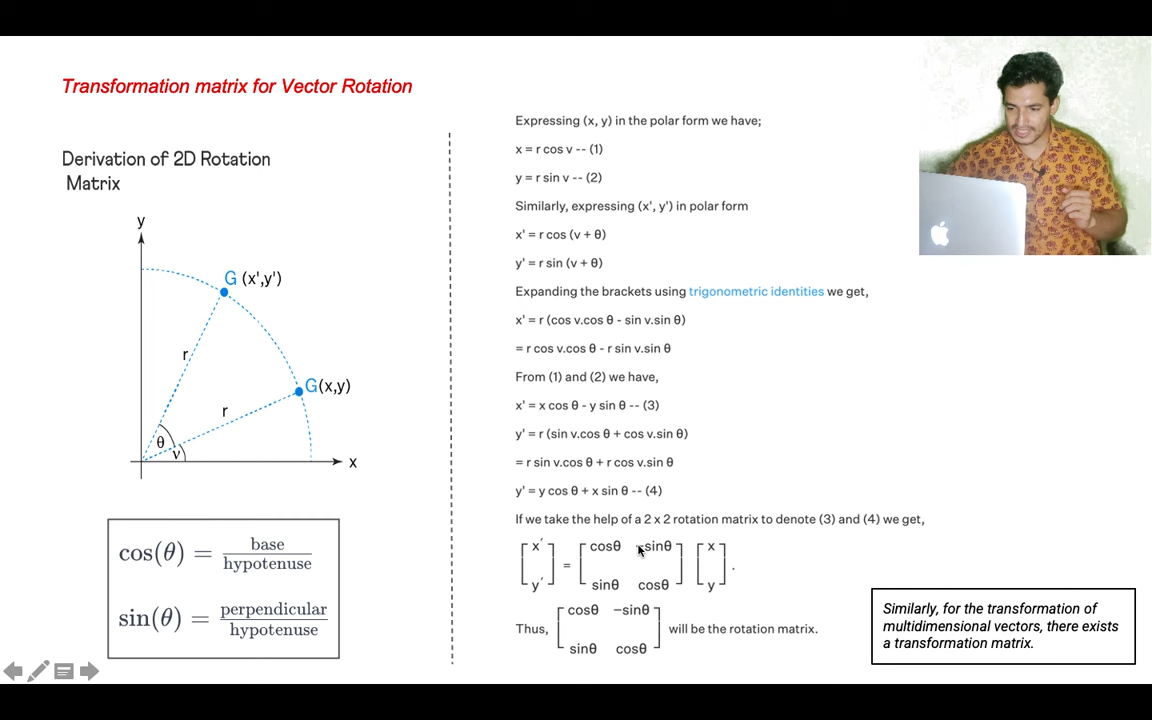 Transformation matrix for Vector Rotation
Derivation of 2D Rotation
Matrix
y
G (x',y')
r
G(x,y)
r
θ
v
x
cos(θ) = base / hypotenuse
sin(θ) = perpendicular / hypotenuse
Expressing (x, y) in the polar form we have;
x = r cos v -- (1)
y = r sin v -- (2)
Similarly, expressing (x', y') in polar form
x' = r cos (v + θ)
y' = r sin (v + θ)
Expanding the brackets using trigonometric identities we get,
x' = r (cos v.cos θ - sin v.sin θ)
= r cos v.cos θ - r sin v.sin θ
From (1) and (2) we have,
x' = x cos θ - y sin θ -- (3)
y' = r (sin v.cos θ + cos v.sin θ)
= r sin v.cos θ + r cos v.sin θ
y' = y cos θ + x sin θ -- (4)
If we take the help of a 2 x 2 rotation matrix to denote (3) and (4) we get,
[x′ y′] = [cosθ −sinθ sinθ cosθ] [x y] .
Thus, [cosθ −sinθ sinθ cosθ] will be the rotation matrix.
Similarly, for the transformation of
multidimensional vectors, there exists
a transformation matrix.